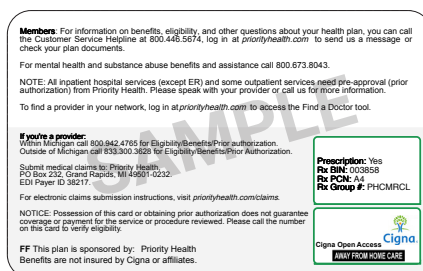 Members: For information on benefits, eligibility, and other questions about your health plan, you can call
the Customer Service Helpline at 800.446.5674, log in at priorityhealth.com to send us a message or
check your plan documents.
For mental health and substance abuse benefits and assistance call 800.673.8043.
NOTE: All inpatient hospital services (except ER) and some outpatient services need pre-approval (prior
authorization) from Priority Health. Please speak with your provider or call us for more information.
To find a provider in your network, log in at priorityhealth.com to access the Find a Doctor tool.
SAMPLE
If you're a provider:
Within Michigan call 800.942.4765 for Eligibility/Benefits/Prior authorization.
Outside of Michigan call 833.300.3628 for Eligibility/Benefits/Prior Authorization.
Submit medical claims to: Priority Health,
PO Box 232, Grand Rapids, MI 49501-0232.
EDI Payer ID 38217.
For electronic claims submission instructions, visit priorityhealth.com/claims.
NOTICE: Possession of this card or obtaining prior authorization does not guarantee
coverage or payment for the service or procedure reviewed. Please call the number
on this card to verify eligibility.
FF This plan is sponsored by: Priority Health
Benefits are not insured by Cigna or affiliates.
Prescription: Yes
Rx BIN: 003858
Rx PCN: A4
Rx Group #: PHCMRCL
Cigna Open Access
Cigna.
AWAY FROM HOME CARE